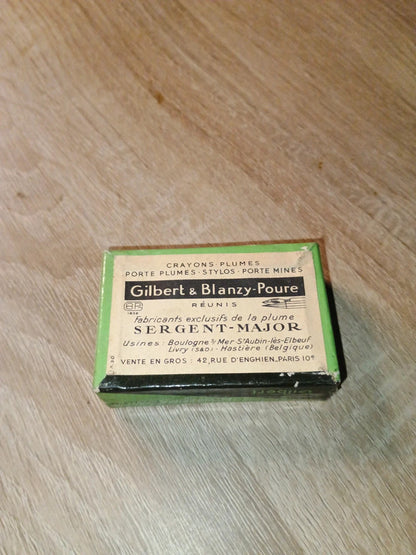 CRAYONS-PLUMES
PORTE PLUMES-STYLOS-PORTE MINES
Gilbert & Blanzy-Poure
RÉUNIS
Fabricants exclusifs de la plume
SERGENT-MAJOR
Usines: Boulogne s/ Mer St Aubin-lès-Elbeuf
Livry (S&O) - Hastière (Belgique)
VENTE EN GROS : 42, RUE D'ENGHIEN, PARIS 10e